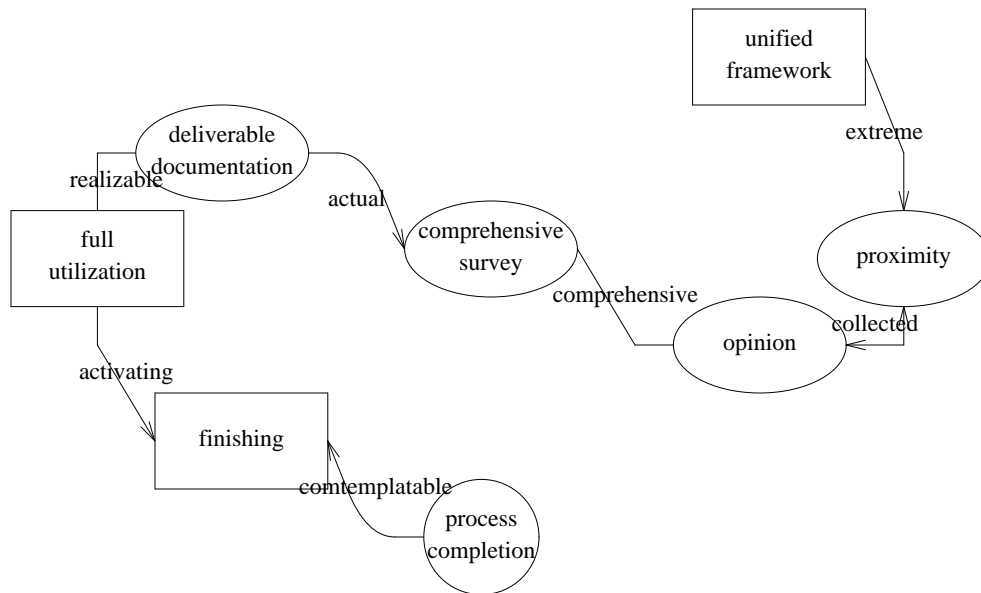 unified
framework
extreme
deliverable
documentation
realizable
actual
full
utilization
comprehensive
survey
proximity
comprehensive
collected
opinion
activating
finishing
comtemplatable
process
completion